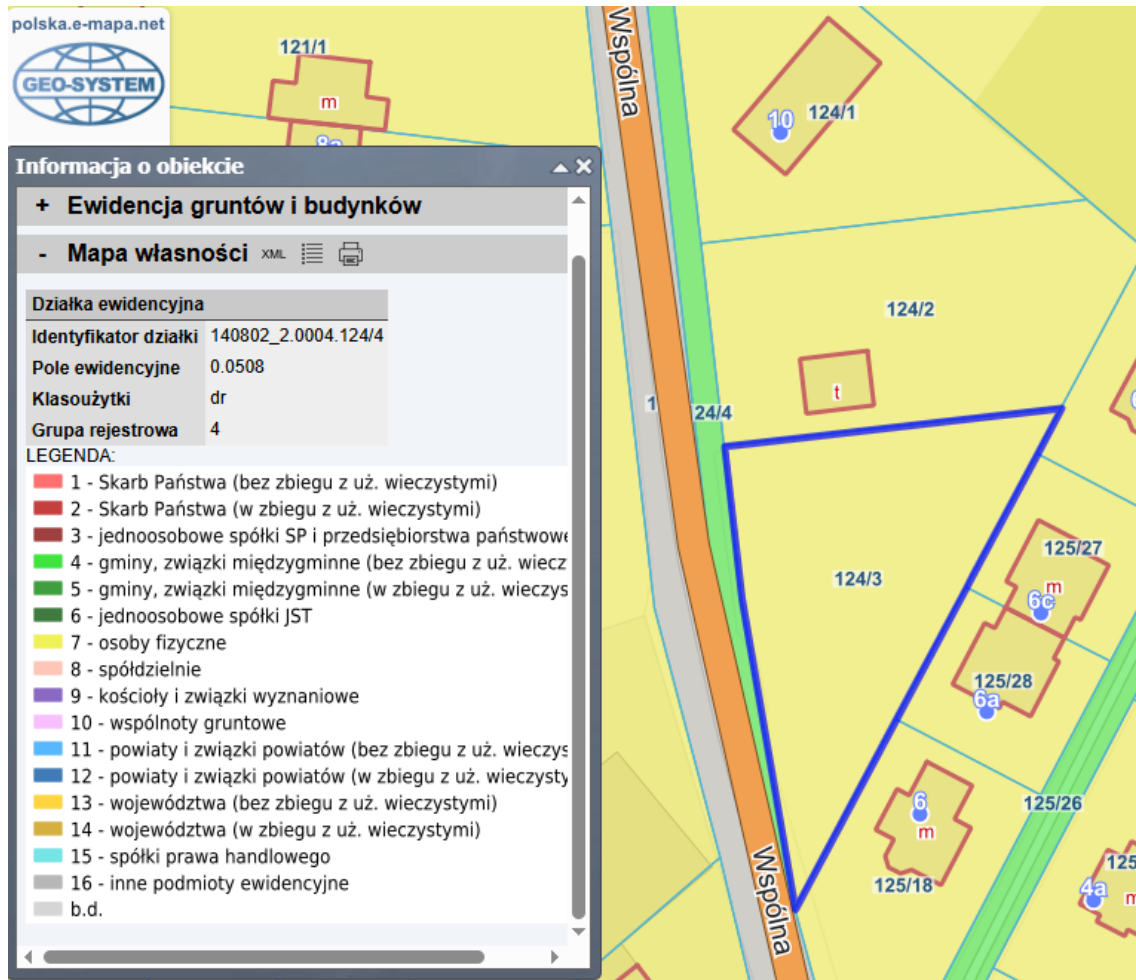 polska.e-mapa.net
GEO-SYSTEM
Informacja o obiekcie
+ Ewidencja gruntów i budynków
- Mapa własności XML
Działka ewidencyjna
Identyfikator działki 140802_2.0004.124/4
Pole ewidencyjne 0.0508
Klasoużytki dr
Grupa rejestrowa 4
LEGENDA:
1 - Skarb Państwa (bez zbiegu z uż. wieczystymi)
2 - Skarb Państwa (w zbiegu z uż. wieczystymi)
3 - jednoosobowe spółki SP i przedsiębiorstwa państwowe
4 - gminy, związki międzygminne (bez zbiegu z uż. wiecz
5 - gminy, związki międzygminne (w zbiegu z uż. wieczys
6 - jednoosobowe spółki JST
7 - osoby fizyczne
8 - spółdzielnie
9 - kościoły i związki wyznaniowe
10 - wspólnoty gruntowe
11 - powiaty i związki powiatów (bez zbiegu z uż. wieczys
12 - powiaty i związki powiatów (w zbiegu z uż. wieczysty
13 - województwa (bez zbiegu z uż. wieczystymi)
14 - województwa (w zbiegu z uż. wieczystymi)
15 - spółki prawa handlowego
16 - inne podmioty ewidencyjne
b.d.
121/1
m
Wspólna
10
124/1
124/2
t
1
24/4
124/3
125/27
m
6c
125/28
6a
6
m
125/26
125/18
125
4a
m
Wspólna